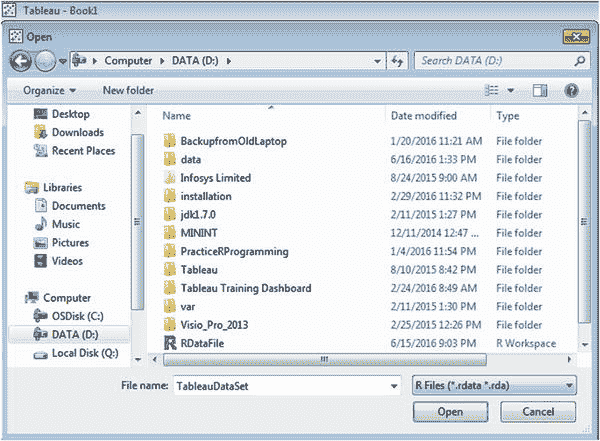 Tableau - Book1
Open
Computer DATA (D:) Search DATA (D:)
Organize New folder
Desktop
Downloads
Recent Places
Libraries
Documents
Music
Pictures
Videos
Computer
OSDisk (C:)
DATA (D:)
Local Disk (Q:)
Name Date modified Type
BackupfromOldLaptop 1/20/2016 11:21 AM File folder
data 6/16/2016 1:33 PM File folder
Infosys Limited 8/24/2015 9:00 AM File folder
installation 2/29/2016 11:32 PM File folder
jdk1.7.0 2/11/2015 1:27 PM File folder
MININT 12/11/2014 12:47 ... File folder
PracticeRProgramming 1/4/2016 11:54 PM File folder
Tableau 8/10/2015 8:42 PM File folder
Tableau Training Dashboard 2/24/2016 8:49 AM File folder
var 2/11/2015 1:30 PM File folder
Visio_Pro_2013 2/25/2015 12:26 PM File folder
RDataFile 6/15/2016 9:03 PM R Workspace
File name: TableauDataSet R Files (*.rdata *.rda)
Open Cancel